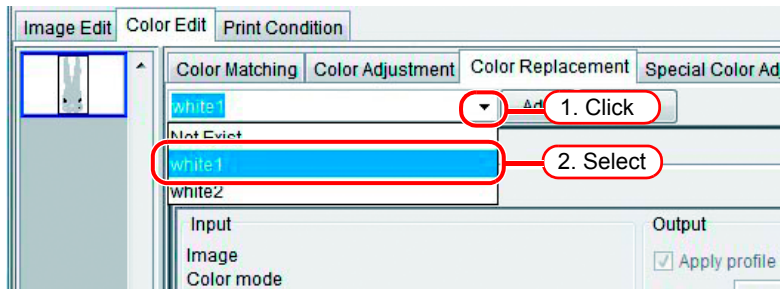 Image Edit Color Edit Print Condition
Color Matching Color Adjustment Color Replacement Special Color Adj
white1 Ad 1. Click
Not Exist
white1 2. Select
white2
Input Output
Image Apply profile
Color mode